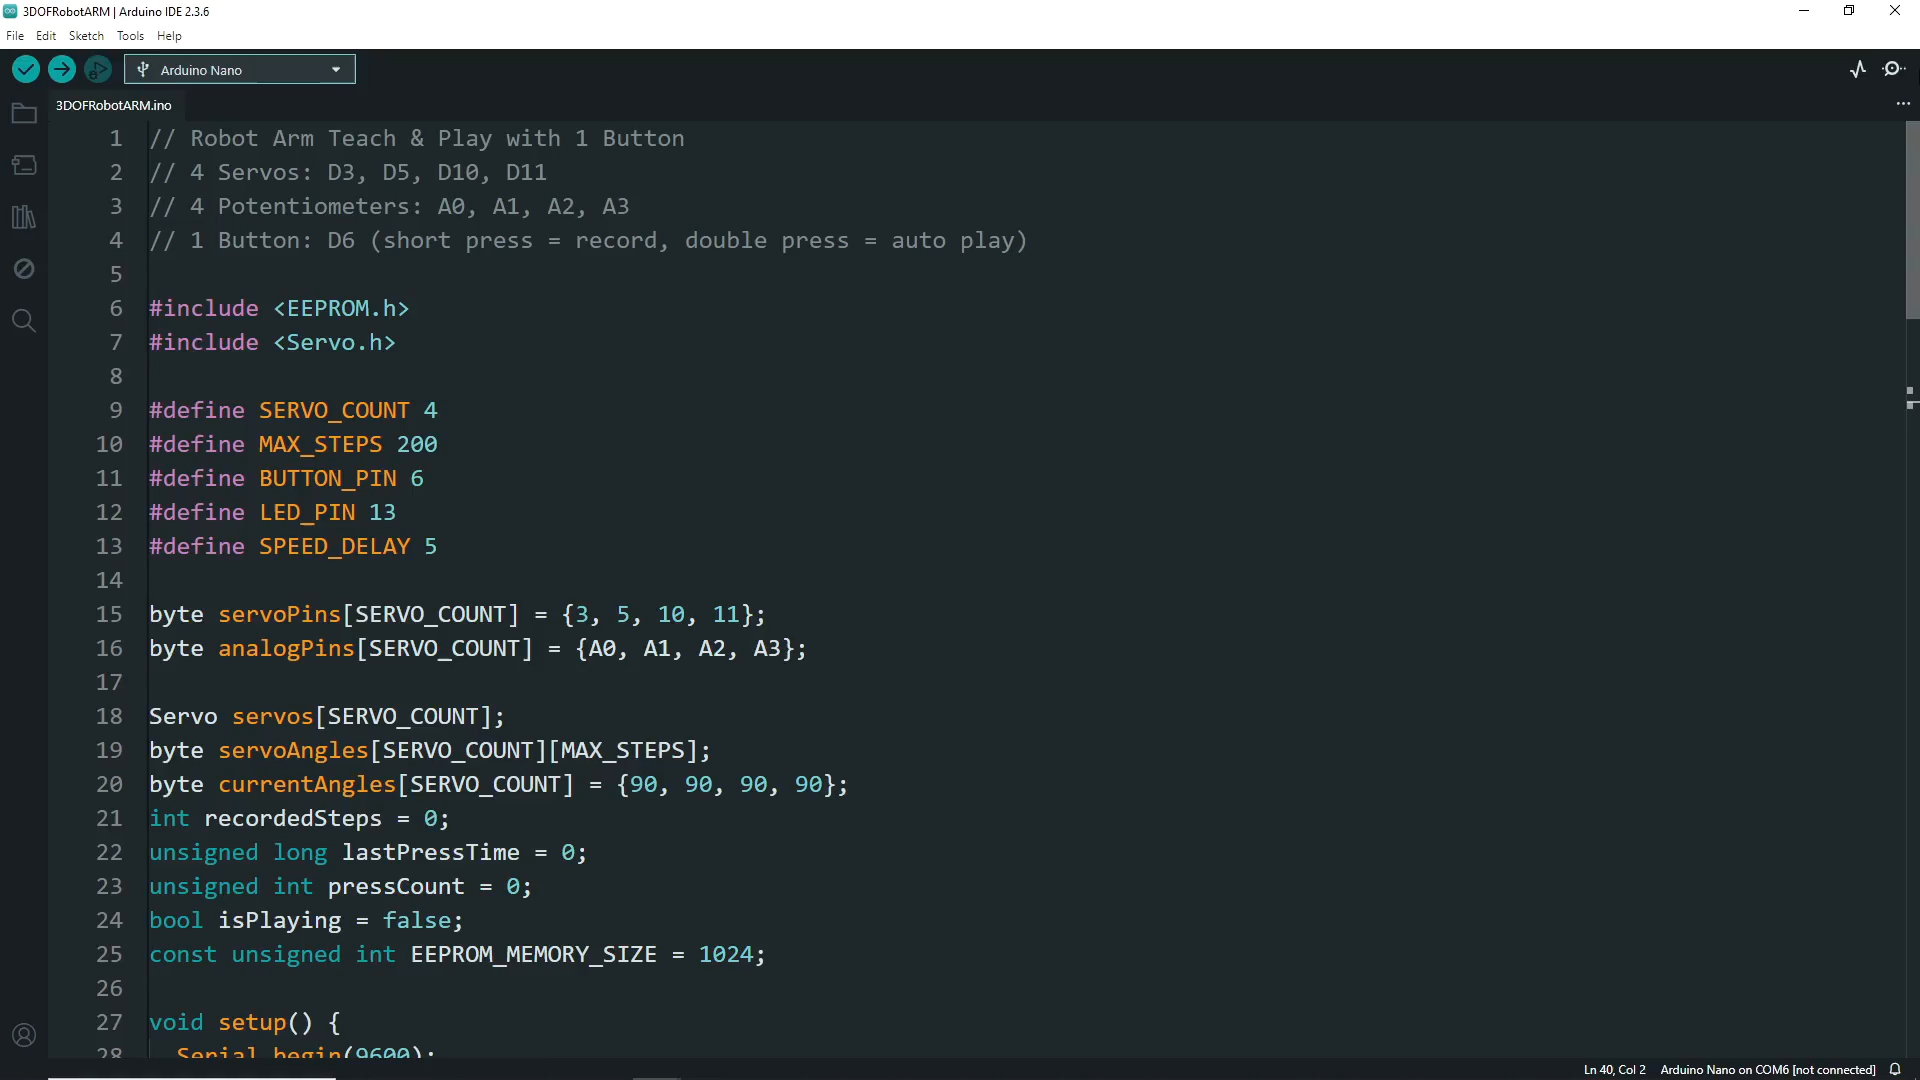 3DOFRobotARM | Arduino IDE 2.3.6
File Edit Sketch Tools Help
Arduino Nano
3DOFRobotARM.ino
1 // Robot Arm Teach & Play with 1 Button
2 // 4 Servos: D3, D5, D10, D11
3 // 4 Potentiometers: A0, A1, A2, A3
4 // 1 Button: D6 (short press = record, double press = auto play)
5
6 #include <EEPROM.h>
7 #include <Servo.h>
8
9 #define SERVO_COUNT 4
10 #define MAX_STEPS 200
11 #define BUTTON_PIN 6
12 #define LED_PIN 13
13 #define SPEED_DELAY 5
14
15 byte servoPins[SERVO_COUNT] = {3, 5, 10, 11};
16 byte analogPins[SERVO_COUNT] = {A0, A1, A2, A3};
17
18 Servo servos[SERVO_COUNT];
19 byte servoAngles[SERVO_COUNT][MAX_STEPS];
20 byte currentAngles[SERVO_COUNT] = {90, 90, 90, 90};
21 int recordedSteps = 0;
22 unsigned long lastPressTime = 0;
23 unsigned int pressCount = 0;
24 bool isPlaying = false;
25 const unsigned int EEPROM_MEMORY_SIZE = 1024;
26
27 void setup() {
28 Serial.begin(9600);
Ln 40, Col 2 Arduino Nano on COM6 [not connected]